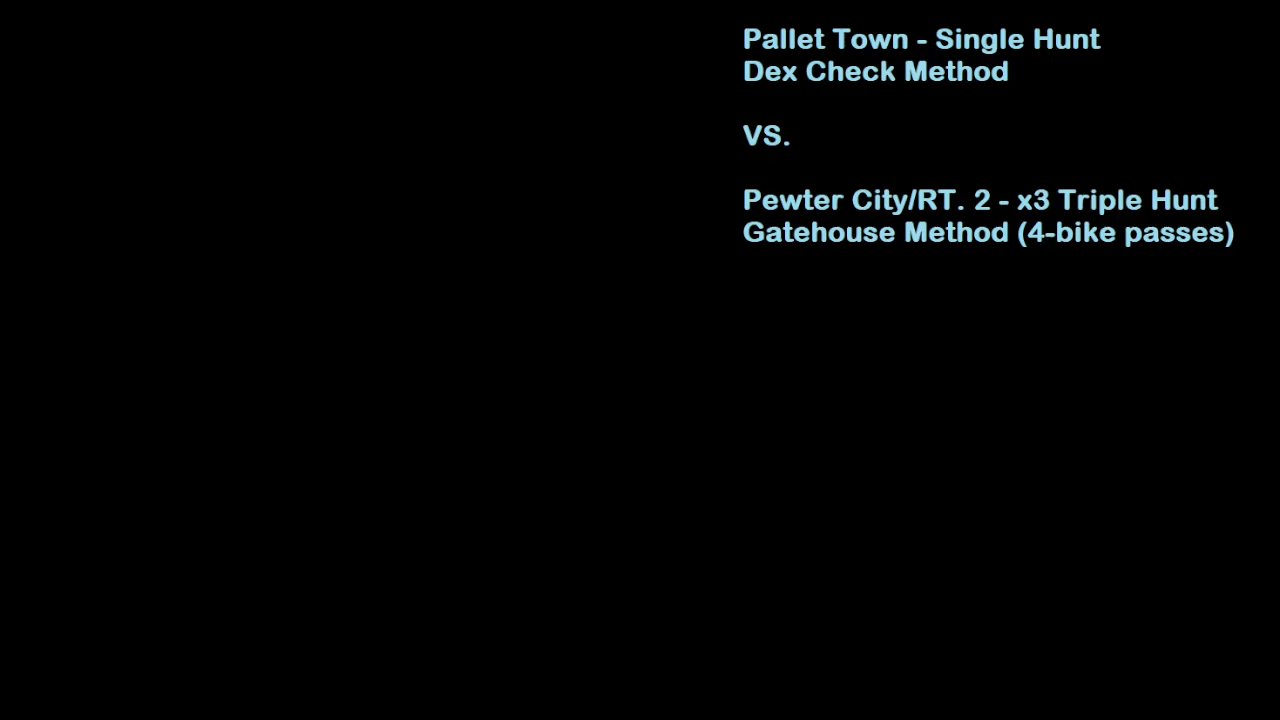 Pallet Town - Single Hunt
Dex Check Method
VS.
Pewter City/RT. 2 - x3 Triple Hunt
Gatehouse Method (4-bike passes)